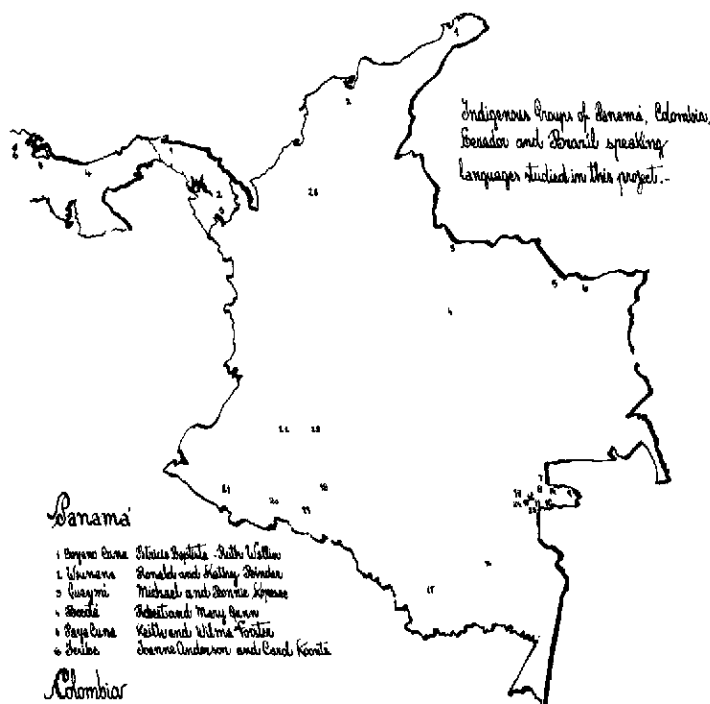 Indigenous Groups of Panamá, Colombia,
Ecuador and Brazil speaking
languages studied in this project.-
Panamá
1 Bayano Cuna Patricia Baptista - Ruth Wallin
2 Waunana Ronald and Kathy Binder
3 Guaymí Michael and Bonnie Kopesec
4 Bocotá Robert and Mary Gunn
5 Paya Cuna Keith and Wilma Forster
6 Teribe Joanne Anderson and Carol Koontz
Colombia